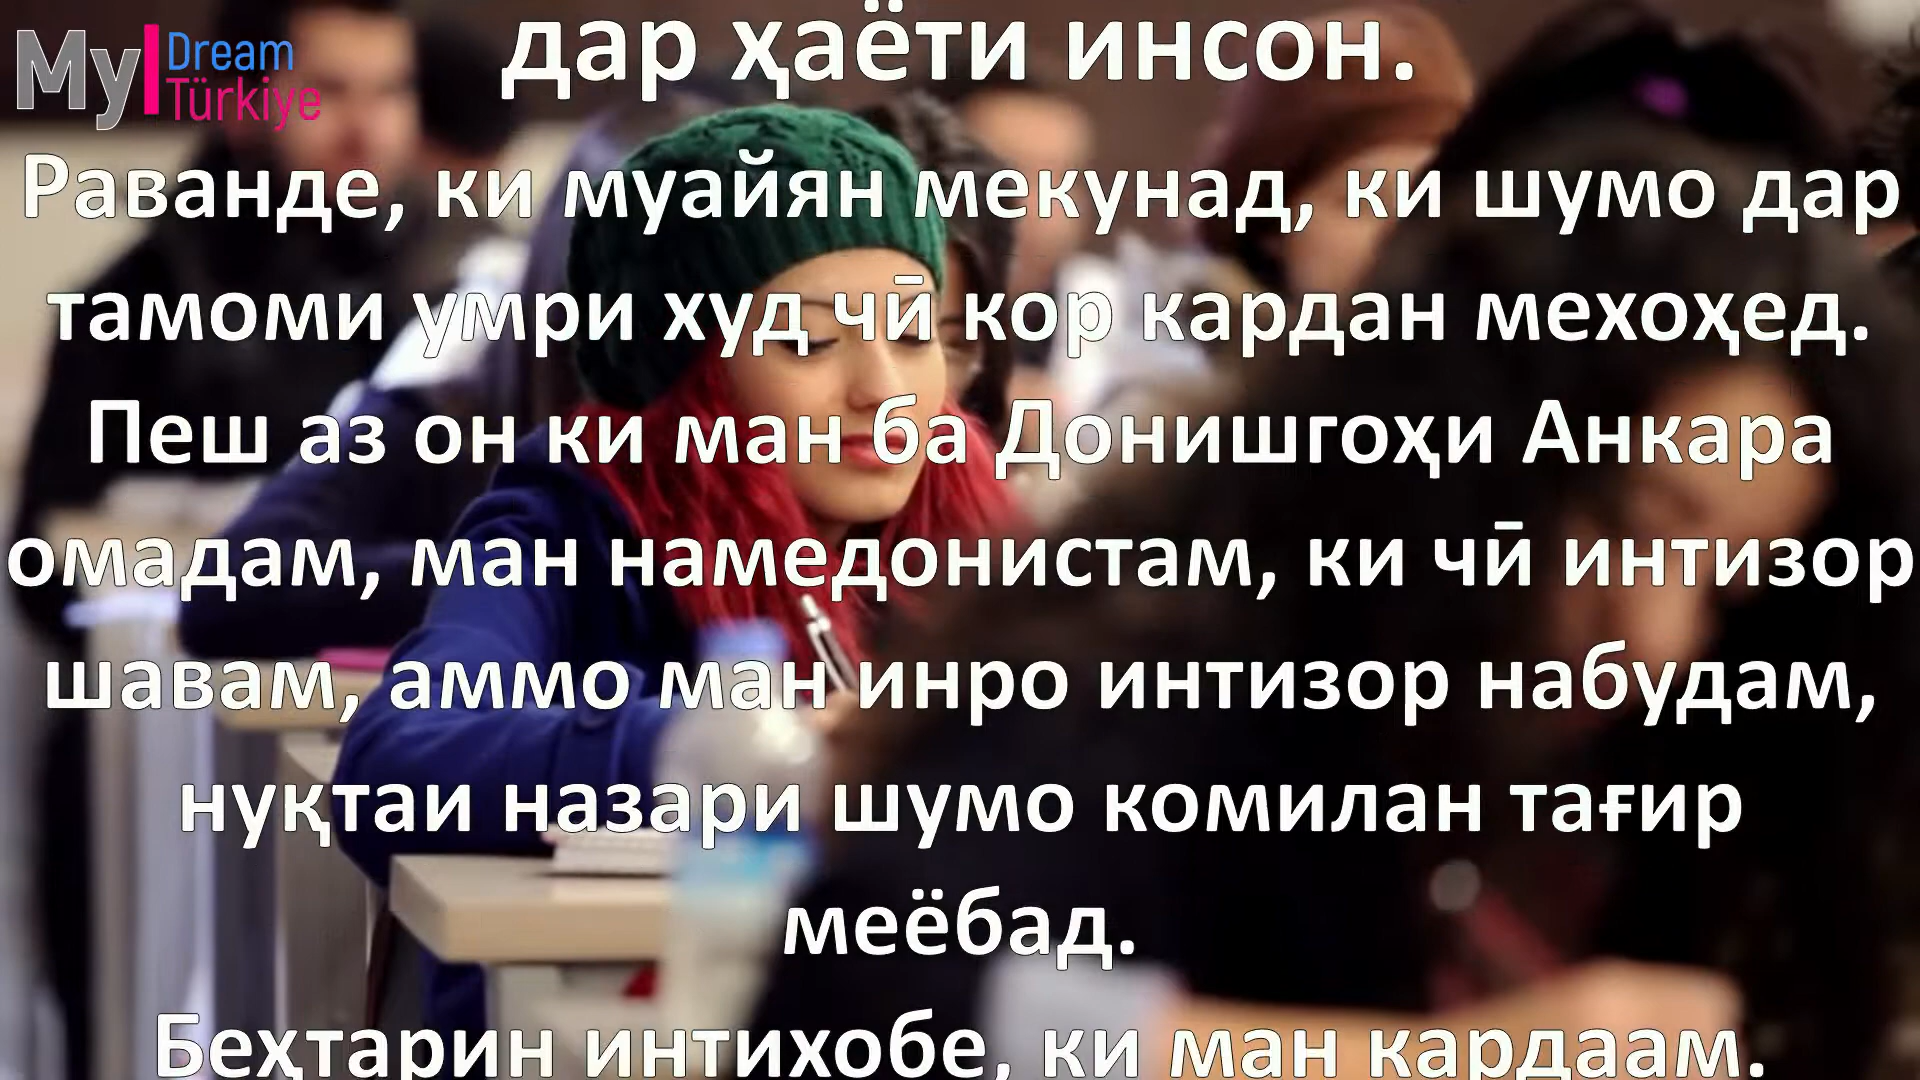 My Dream
Türkiye
дар ҳаёти инсон.
Раванде, ки муайян мекунад, ки шумо дар
тамоми умри худ чӣ кор кардан мехоҳед.
Пеш аз он ки ман ба Донишгоҳи Анкара
омадам, ман намедонистам, ки чӣ интизор
шавам, аммо ман инро интизор набудам,
нуқтаи назари шумо комилан тағир
меёбад.
Беҳтарин интихобе, ки ман кардаам.